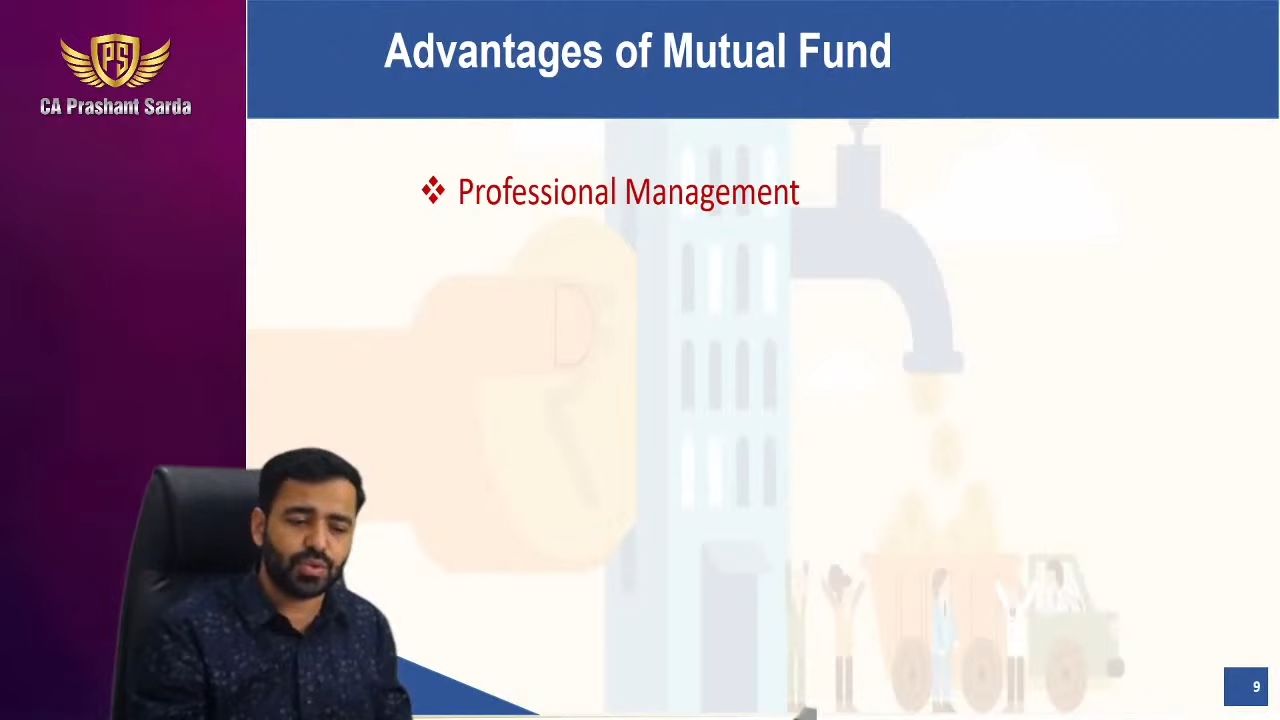 PS
CA Prashant Sarda
Advantages of Mutual Fund
❖ Professional Management
9